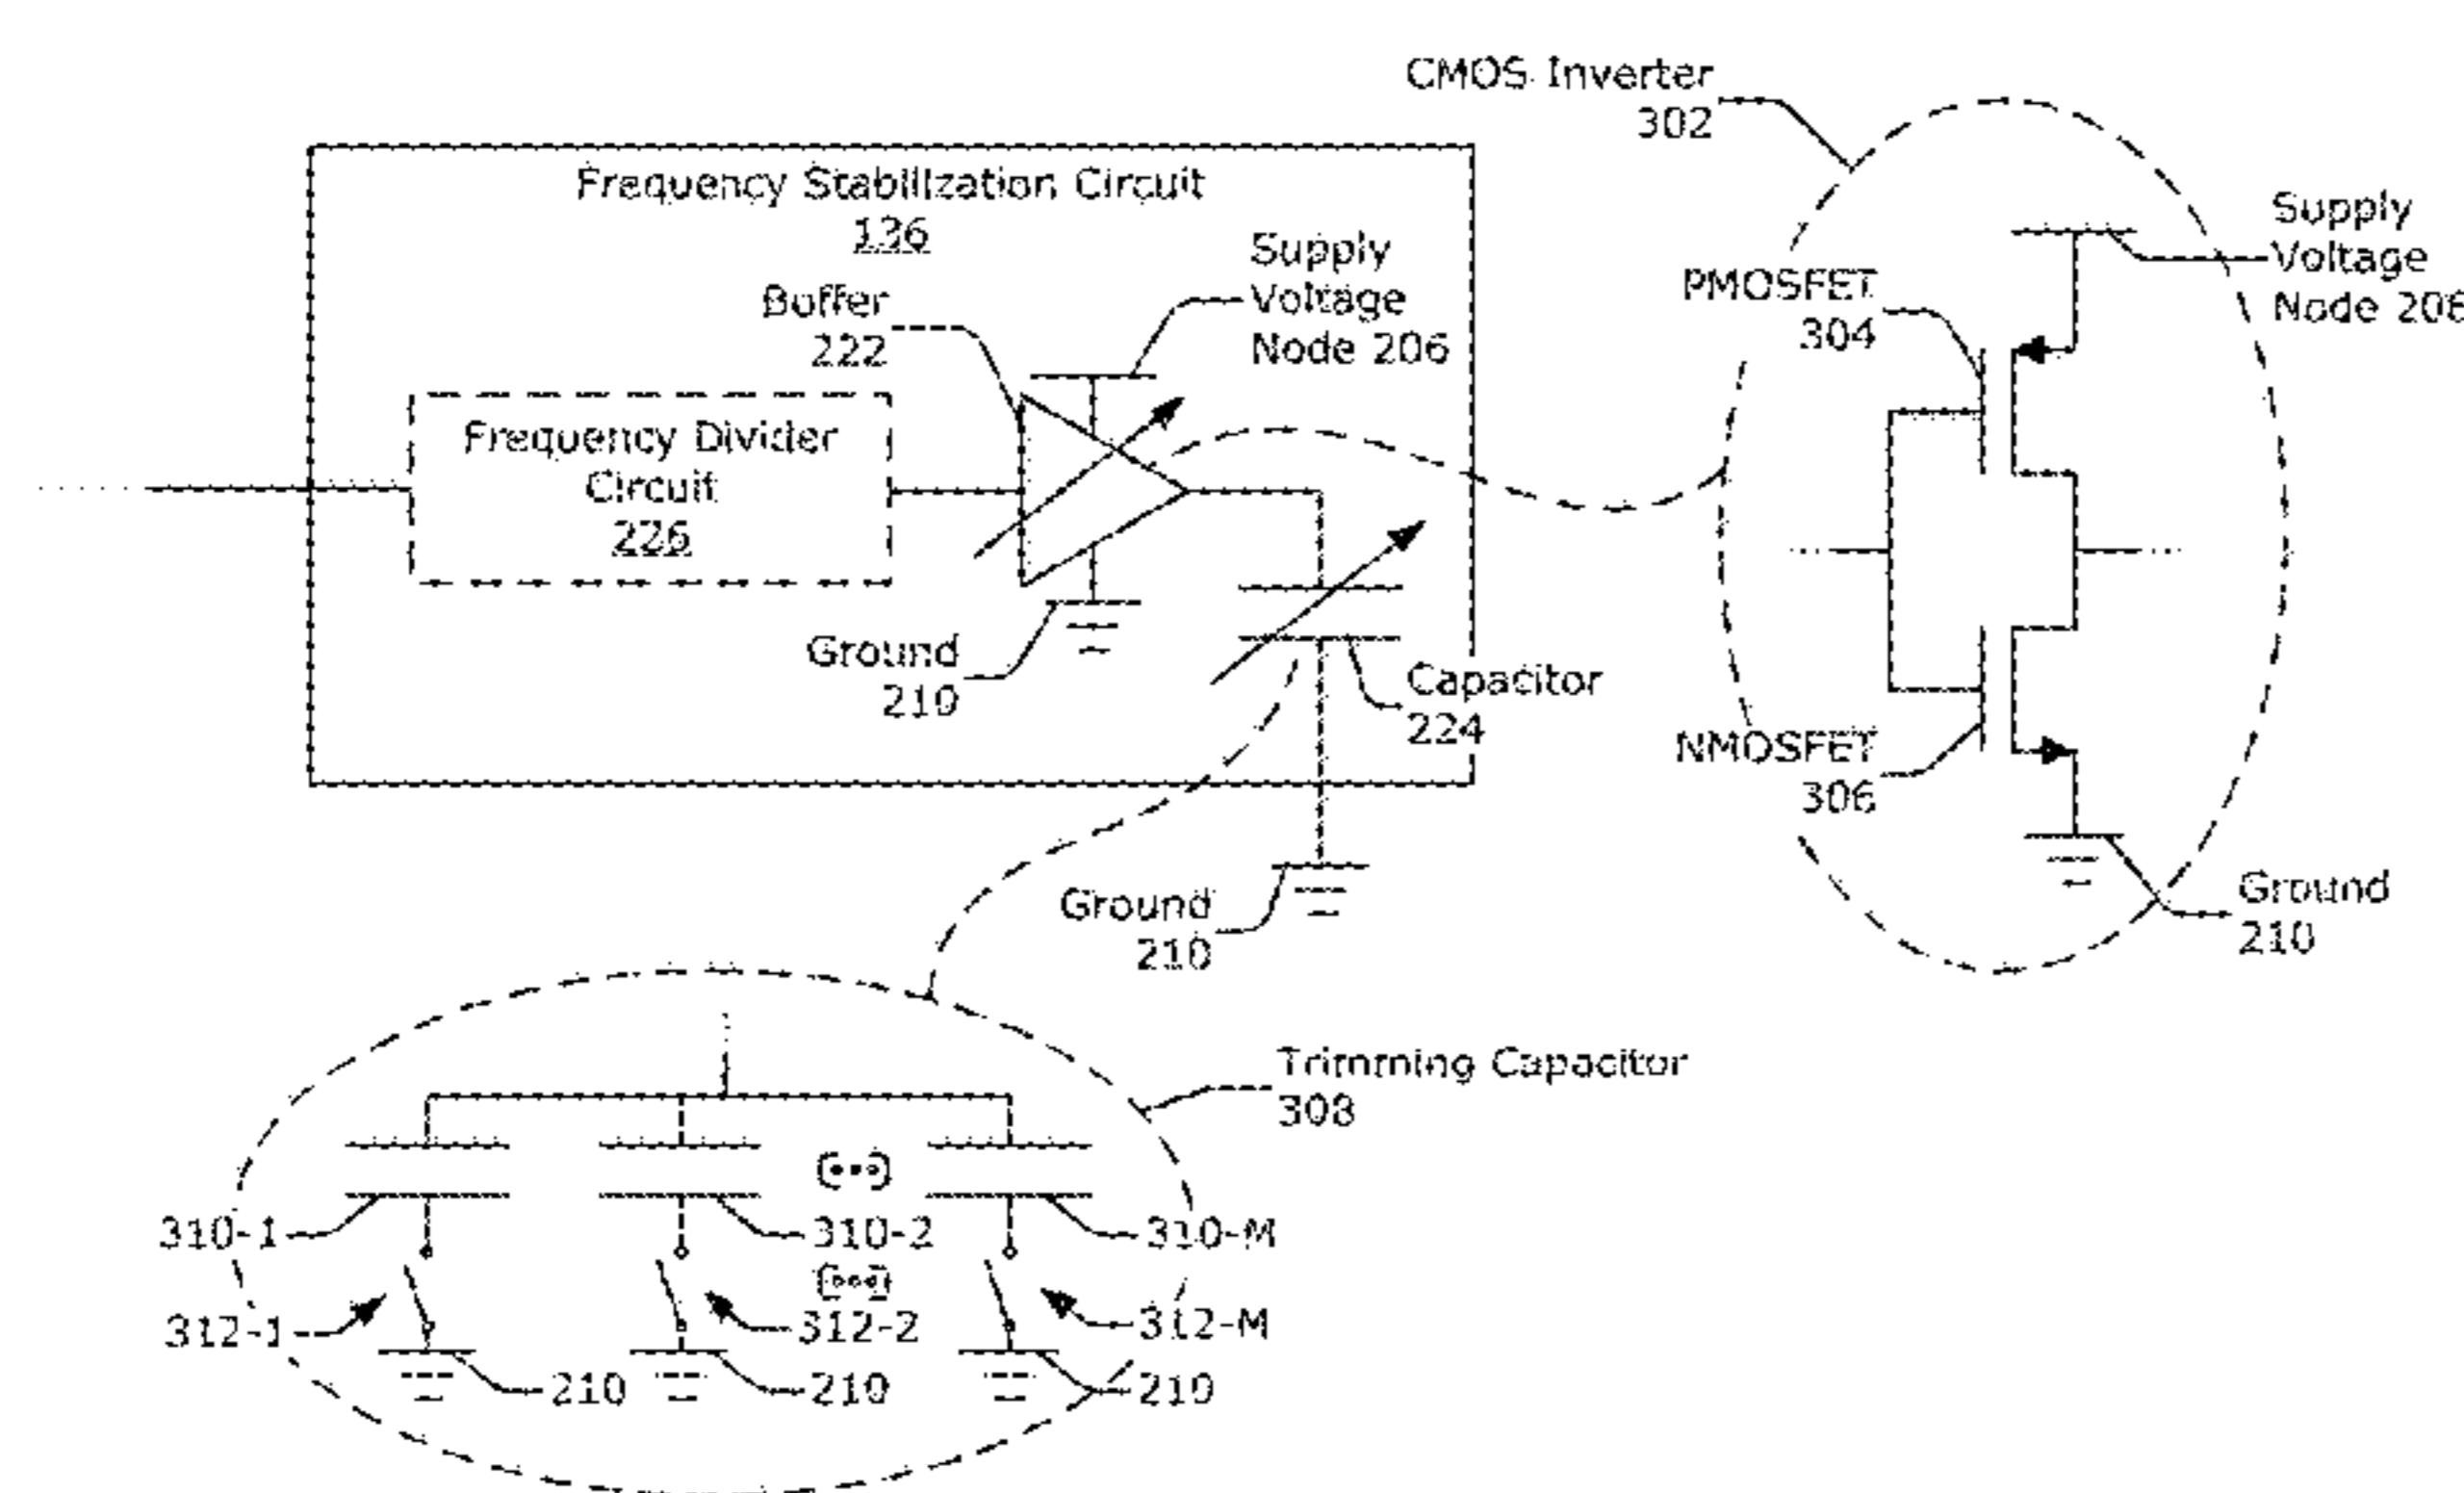 CMOS Inverter
302
Frequency Stabilization Circuit
136
Supply
Voltage
Node 206
Buffer
222
Frequency Divider
Circuit
226
Ground
210
Capacitor
224
Ground
210
Supply
Voltage
Node 206
PMOSFET
304
NMOSFET
306
Ground
210
Trimming Capacitor
308
310-1
310-2
310-M
312-1
312-2
312-M
210
210
210